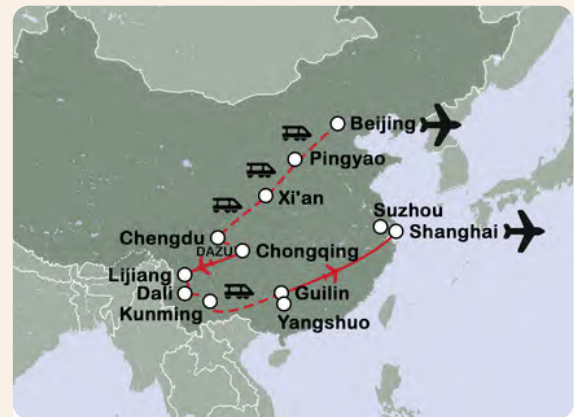 Beijing
Pingyao
Xi'an
Suzhou
Shanghai
Chengdu
DAZU
Chongqing
Lijiang
Dali
Guilin
Kunming
Yangshuo